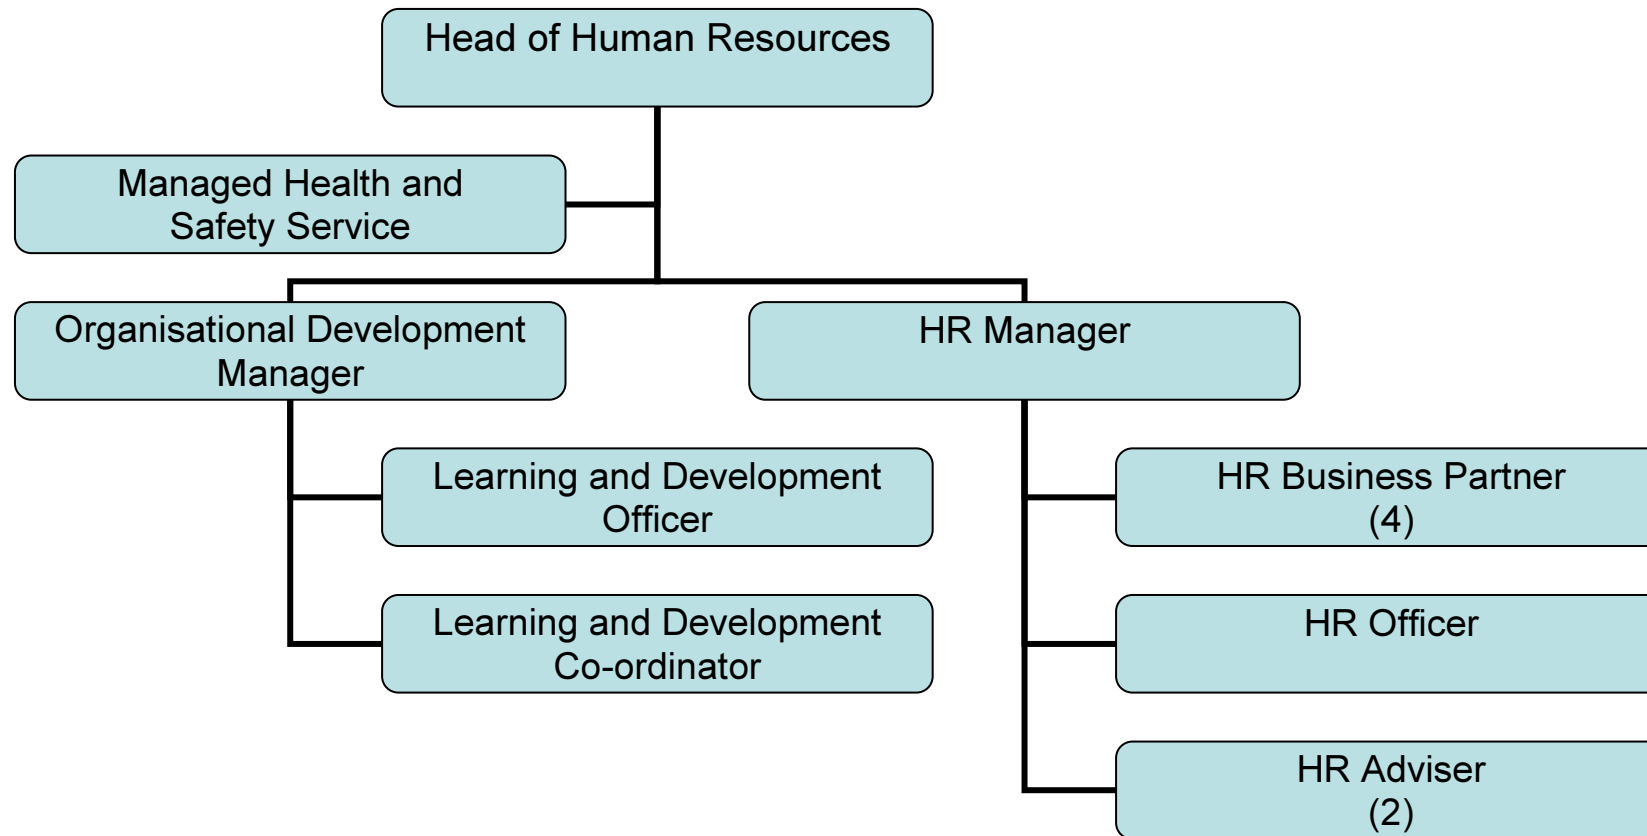 Head of Human Resources
Managed Health and
Safety Service
Organisational Development
Manager
HR Manager
Learning and Development
Officer
HR Business Partner
(4)
Learning and Development
Co-ordinator
HR Officer
HR Adviser
(2)